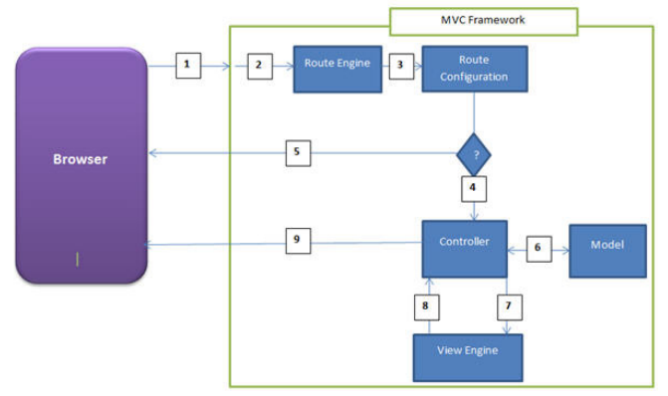 MVC Framework
1
2
Route Engine
3
Route
Configuration
Browser
5
?
4
9
Controller
6
Model
8
7
View Engine